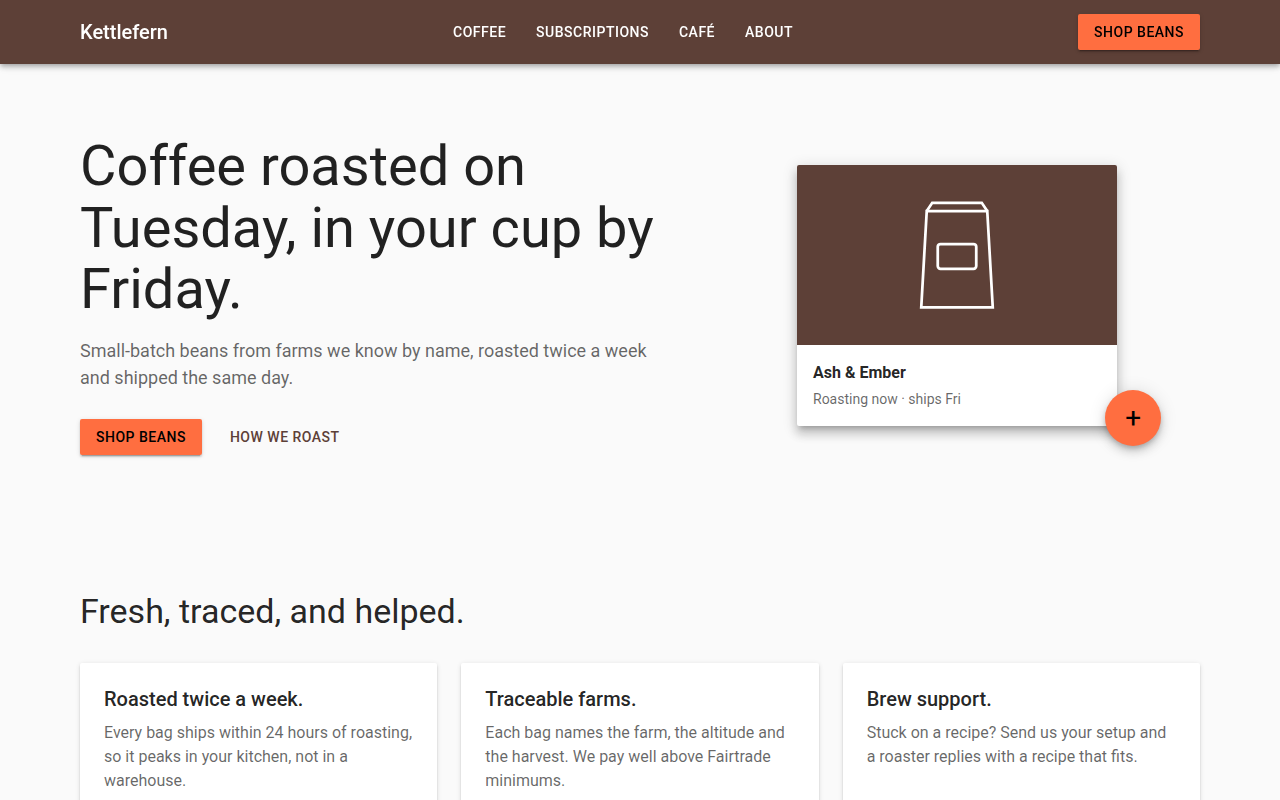 Kettlefern
COFFEE
SUBSCRIPTIONS
CAFÉ
ABOUT
SHOP BEANS
Coffee roasted on
Tuesday, in your cup by
Friday.
Small-batch beans from farms we know by name, roasted twice a week
and shipped the same day.
SHOP BEANS
HOW WE ROAST
Ash & Ember
Roasting now · ships Fri
+
Fresh, traced, and helped.
Roasted twice a week.
Every bag ships within 24 hours of roasting,
so it peaks in your kitchen, not in a
warehouse.
Traceable farms.
Each bag names the farm, the altitude and
the harvest. We pay well above Fairtrade
minimums.
Brew support.
Stuck on a recipe? Send us your setup and
a roaster replies with a recipe that fits.